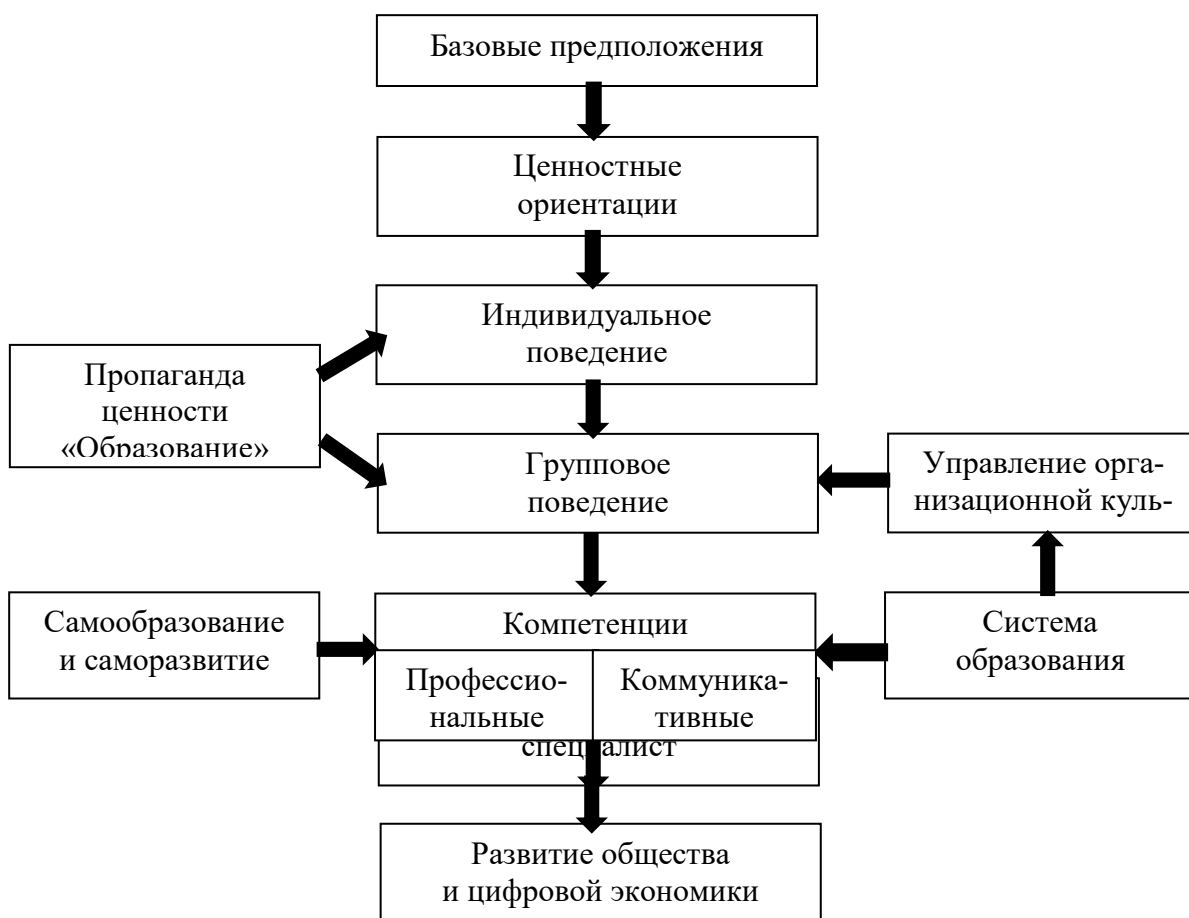 Базовые предположения
Ценностные
ориентации
Индивидуальное
поведение
Пропаганда
ценности
«Образование»
Групповое
поведение
Управление орга-
низационной куль-
Самообразование
и саморазвитие
Компетенции
Профессио-
нальные
Коммуника-
тивные
Система
образования
специалист
Развитие общества
и цифровой экономики